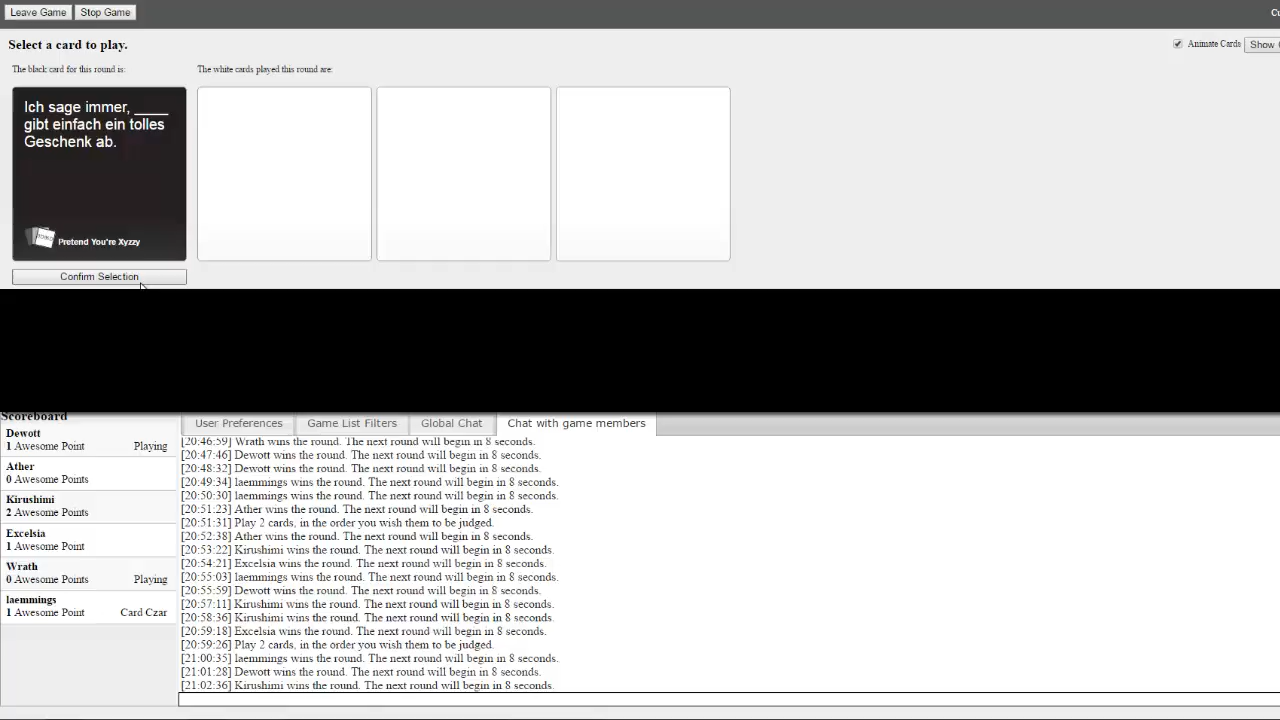 Leave Game Stop Game
Select a card to play.
Animate Cards Show
The black card for this round is:
The white cards played this round are:
Ich sage immer, ____
gibt einfach ein tolles
Geschenk ab.
Pretend You're Xyzzy
Confirm Selection
Scoreboard
User Preferences Game List Filters Global Chat Chat with game members
Dewott
1 Awesome Point Playing
Ather
0 Awesome Points
Kirushimi
2 Awesome Points
Excelsia
1 Awesome Point
Wrath
0 Awesome Points Playing
laemmings
1 Awesome Point Card Czar
[20:46:59] Wrath wins the round. The next round will begin in 8 seconds.
[20:47:46] Dewott wins the round. The next round will begin in 8 seconds.
[20:48:32] Dewott wins the round. The next round will begin in 8 seconds.
[20:49:34] laemmings wins the round. The next round will begin in 8 seconds.
[20:50:30] laemmings wins the round. The next round will begin in 8 seconds.
[20:51:23] Ather wins the round. The next round will begin in 8 seconds.
[20:51:31] Play 2 cards, in the order you wish them to be judged.
[20:52:38] Ather wins the round. The next round will begin in 8 seconds.
[20:53:22] Kirushimi wins the round. The next round will begin in 8 seconds.
[20:54:21] Excelsia wins the round. The next round will begin in 8 seconds.
[20:55:03] laemmings wins the round. The next round will begin in 8 seconds.
[20:55:59] Dewott wins the round. The next round will begin in 8 seconds.
[20:57:11] Kirushimi wins the round. The next round will begin in 8 seconds.
[20:58:36] Kirushimi wins the round. The next round will begin in 8 seconds.
[20:59:18] Excelsia wins the round. The next round will begin in 8 seconds.
[20:59:26] Play 2 cards, in the order you wish them to be judged.
[21:00:35] laemmings wins the round. The next round will begin in 8 seconds.
[21:01:28] Dewott wins the round. The next round will begin in 8 seconds.
[21:02:36] Kirushimi wins the round. The next round will begin in 8 seconds.